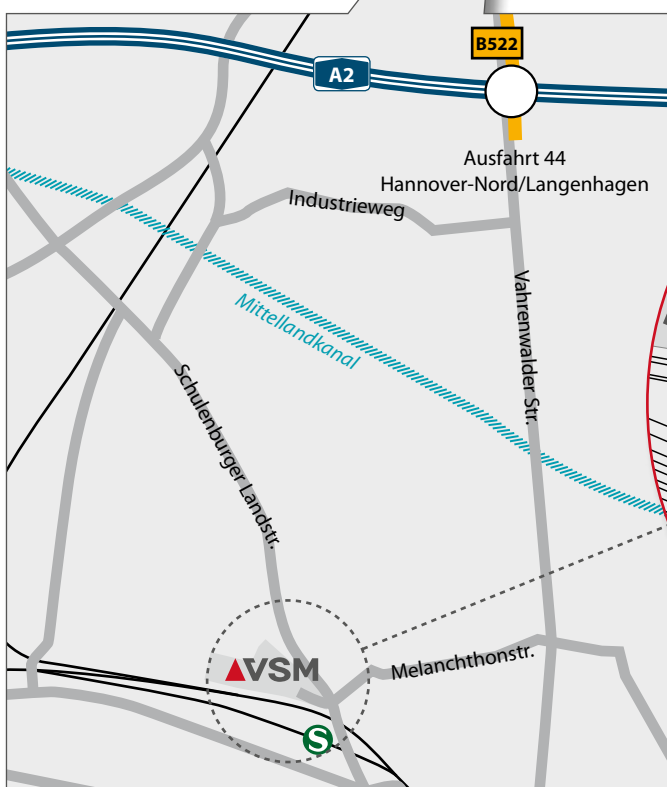 B522
A2
Ausfahrt 44
Hannover-Nord/Langenhagen
Industrieweg
Mittellandkanal
Vahrenwalder Str.
Schulenburger Landstr.
VSM
Melanchthonstr.
S